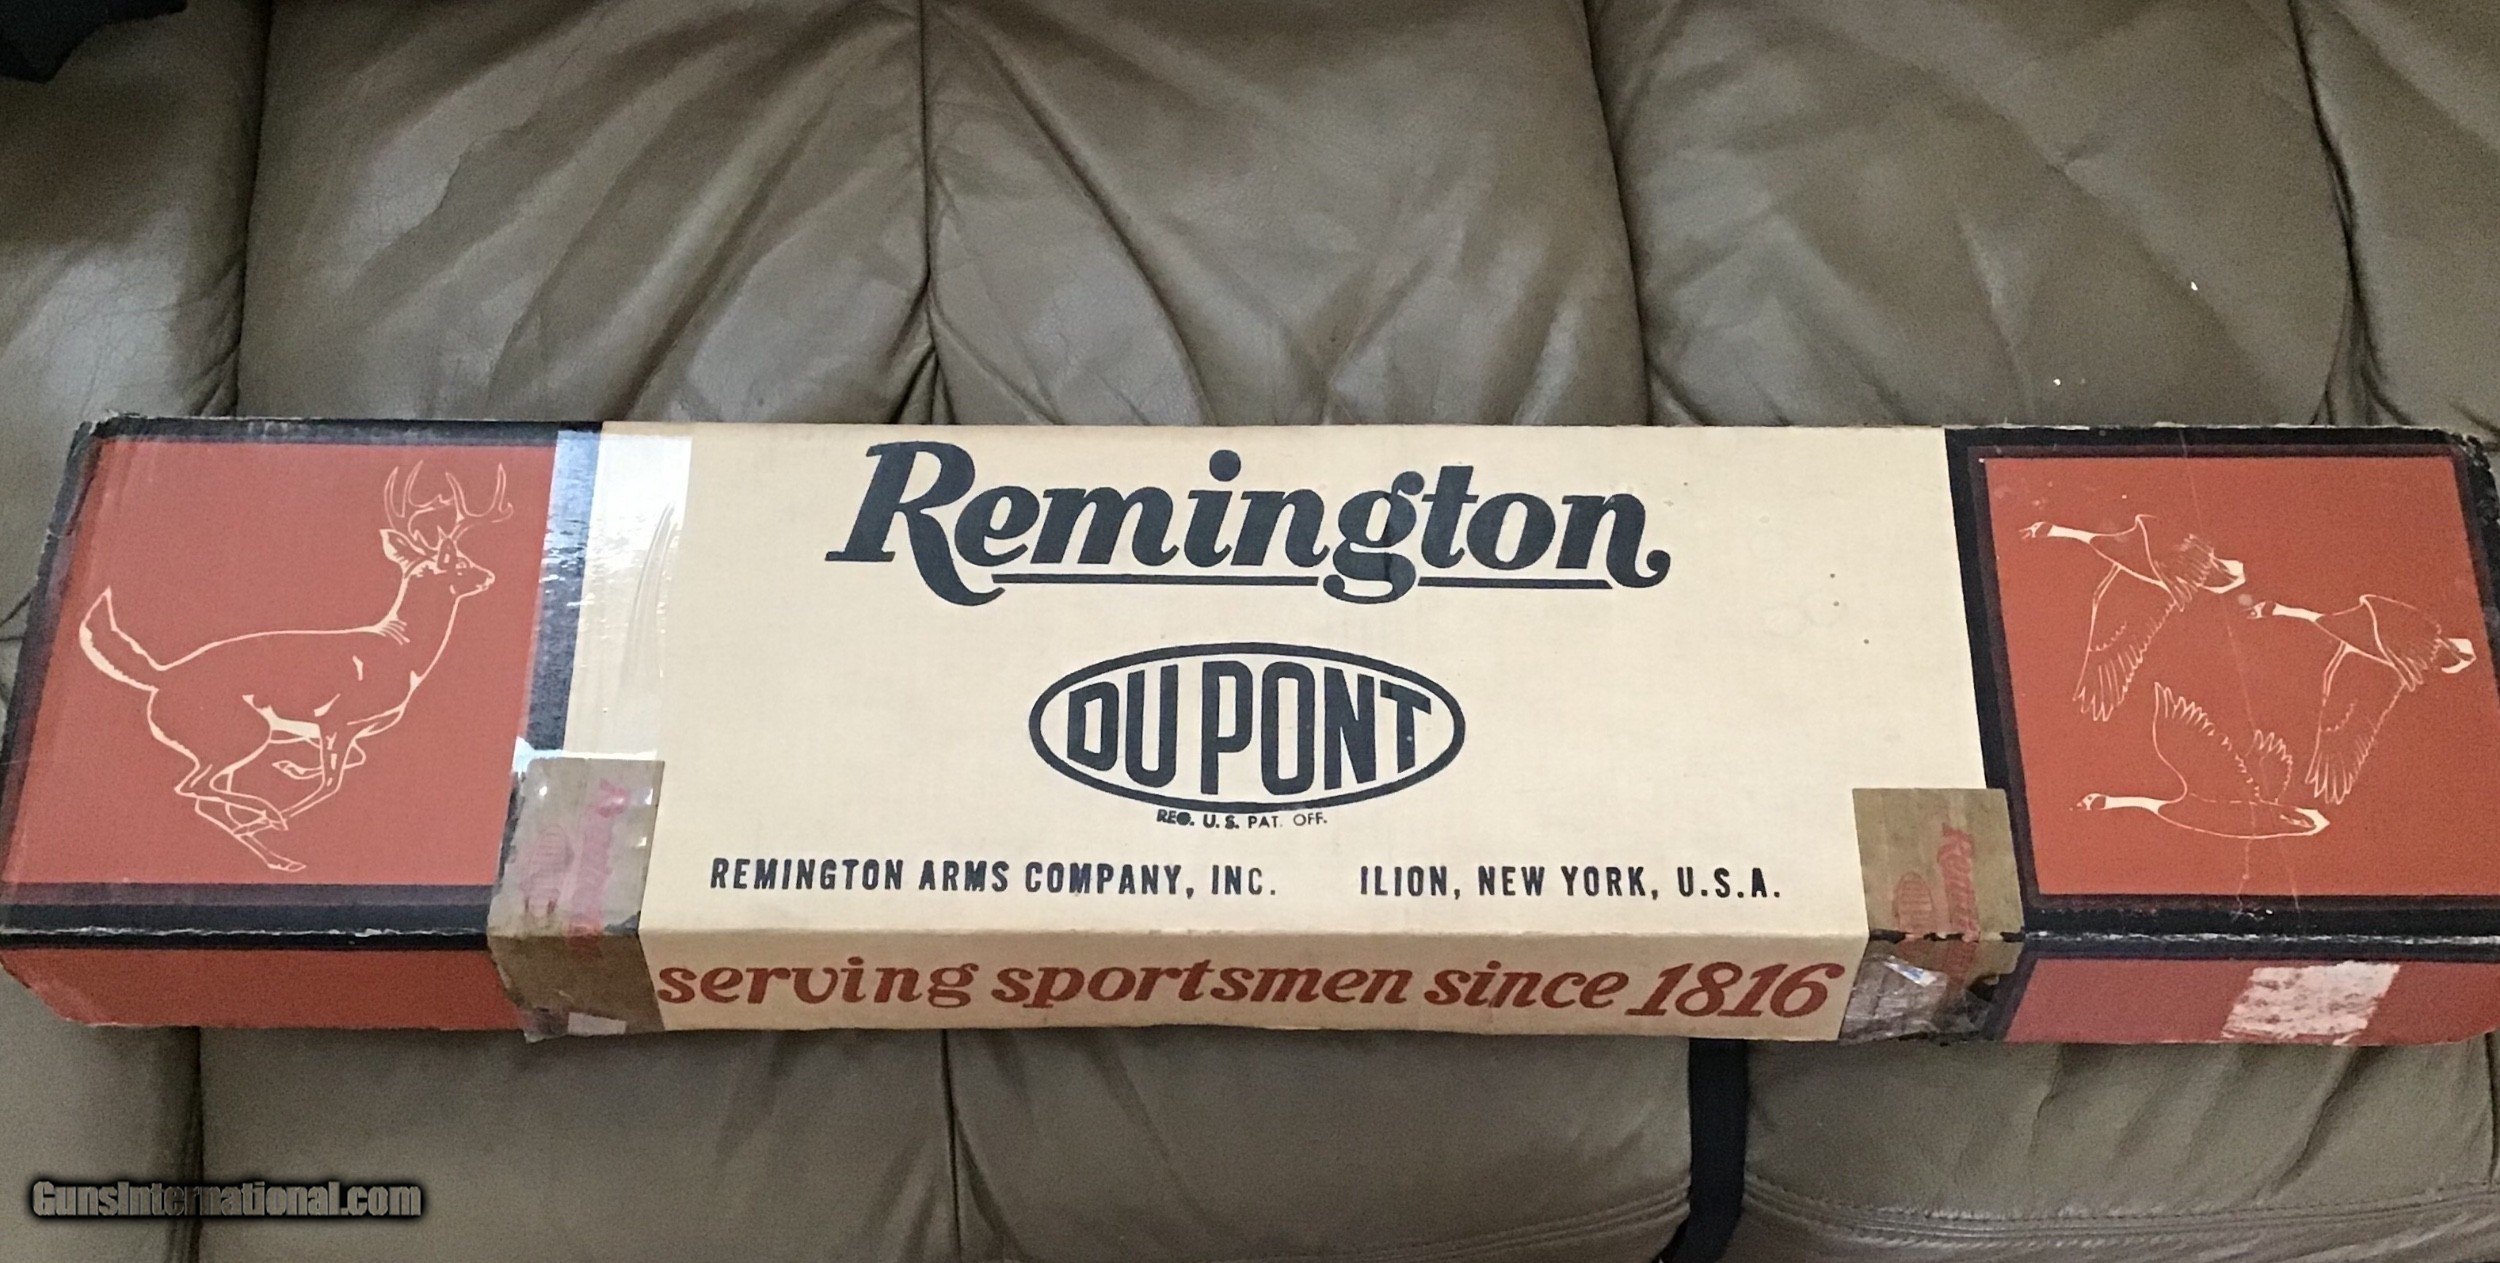 Remington
DU PONT
REG. U.S. PAT. OFF.
REMINGTON ARMS COMPANY, INC. ILION, NEW YORK, U.S.A.
serving sportsmen since 1816
Remington
GunsInternational.com